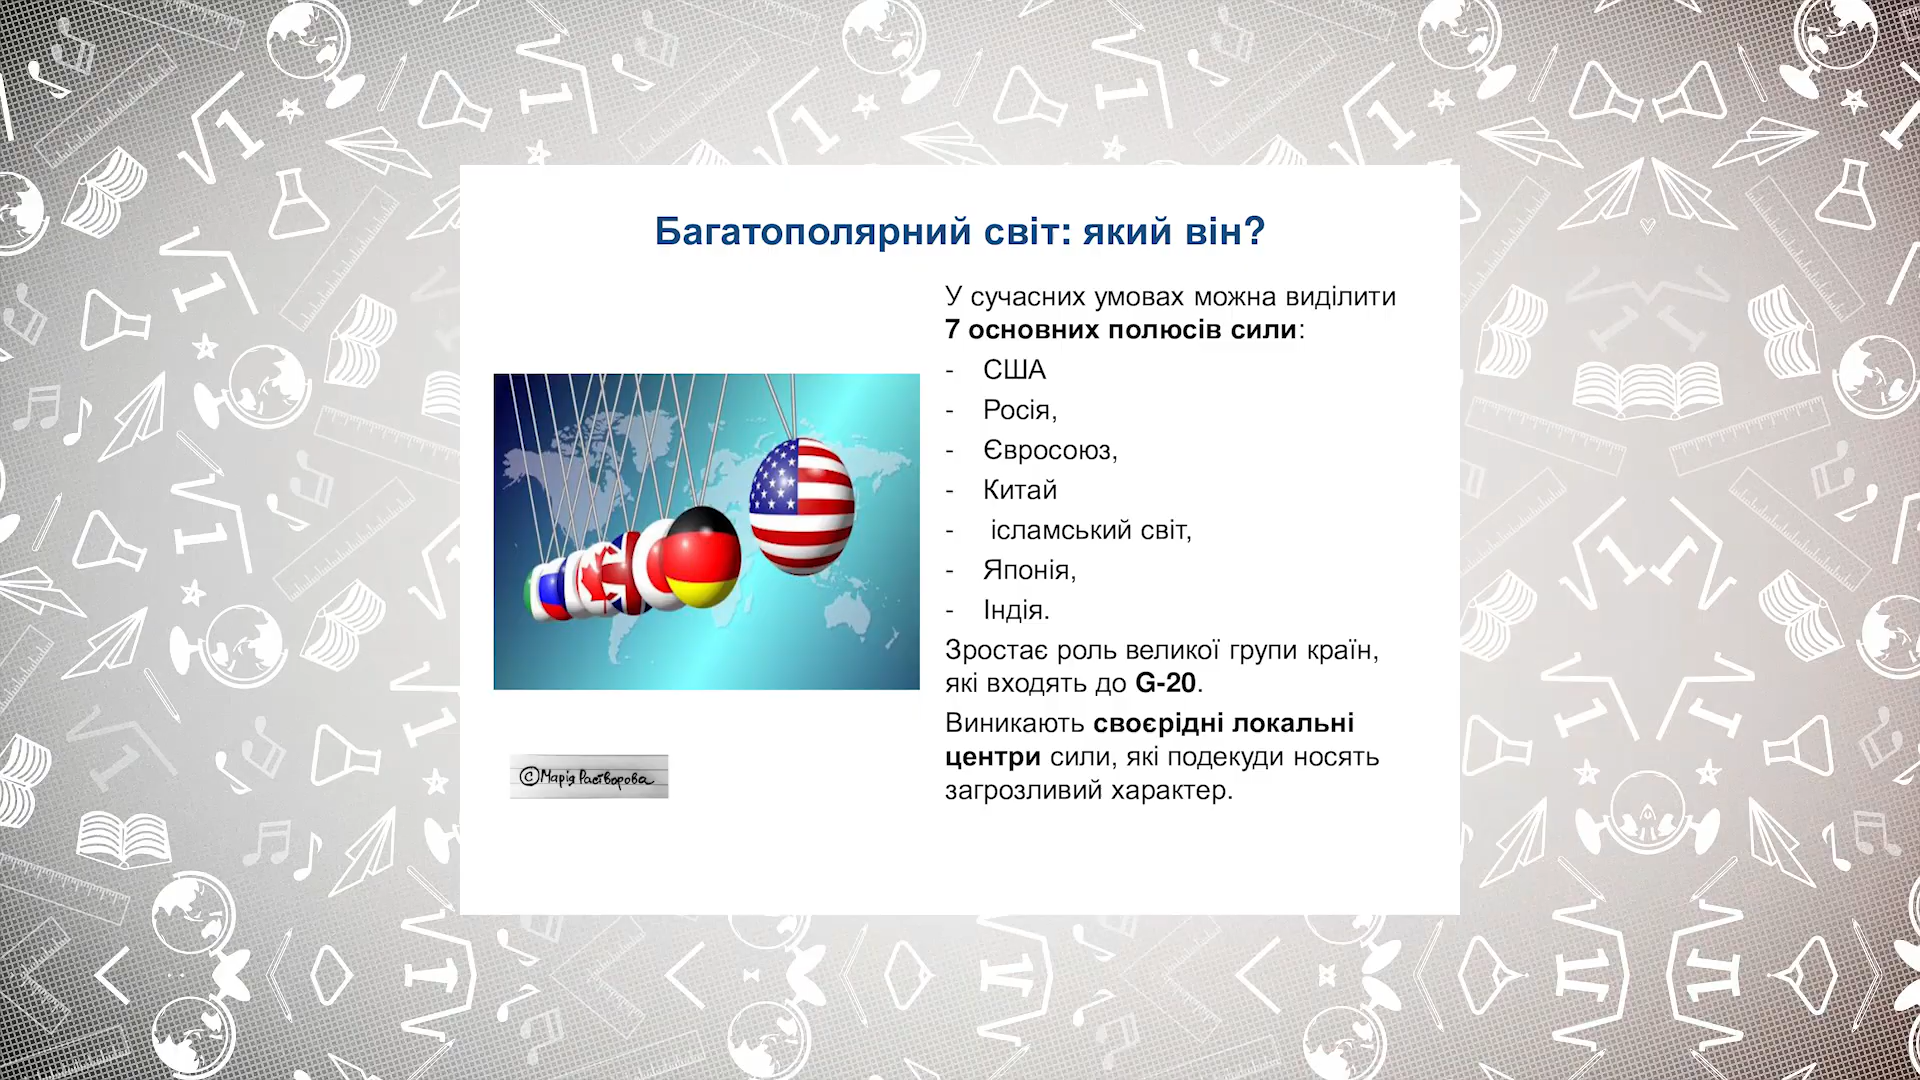 Багатополярний світ: який він?
У сучасних умовах можна виділити
7 основних полюсів сили:
- США
- Росія,
- Євросоюз,
- Китай
- ісламський світ,
- Японія,
- Індія.
Зростає роль великої групи країн,
які входять до G-20.
Виникають своєрідні локальні
центри сили, які подекуди носять
загрозливий характер.
©Марія Растворова